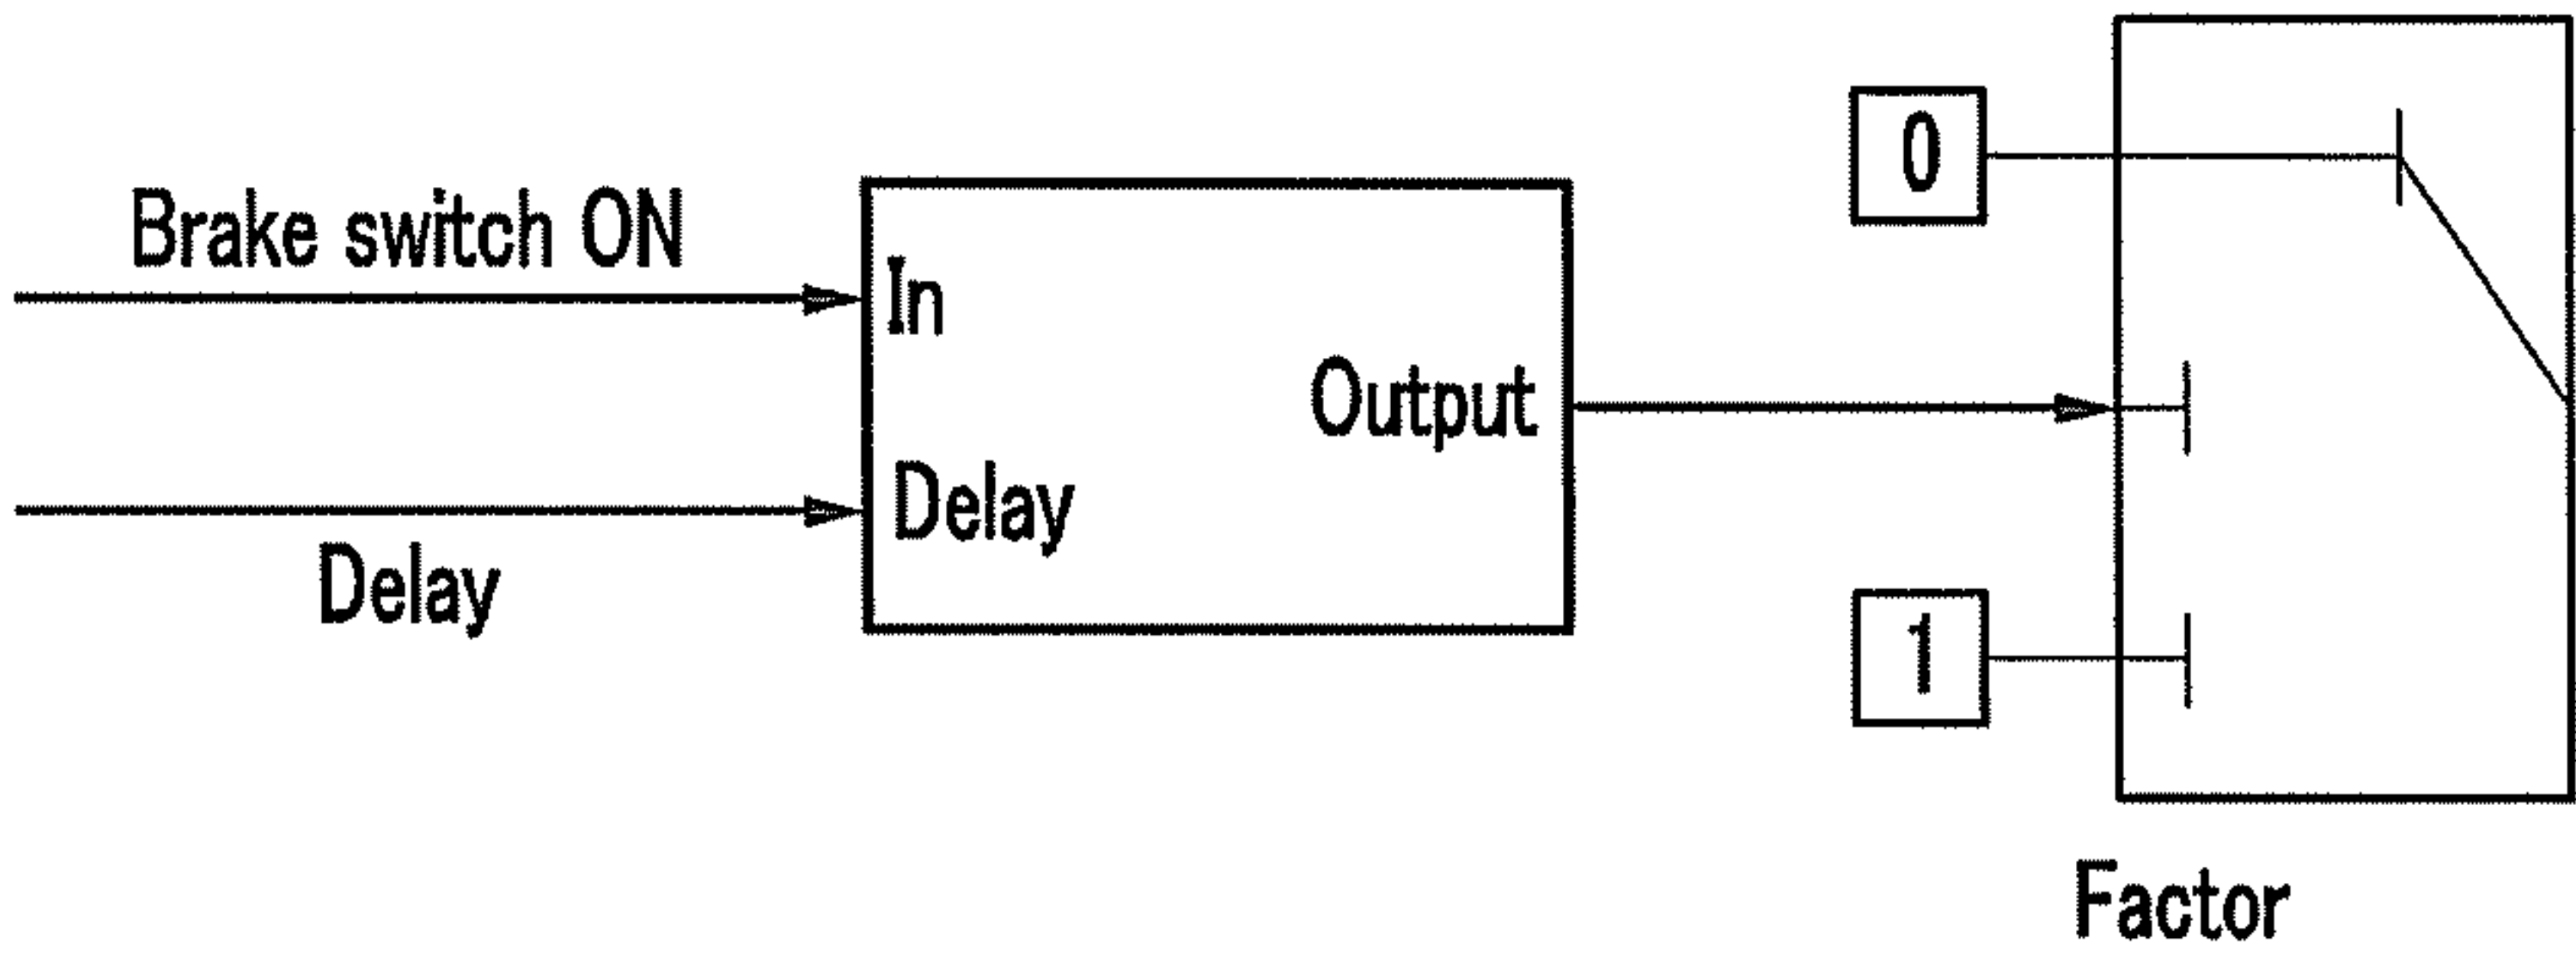 Brake switch ON
In
Output
Delay
Delay
0
1
Factor